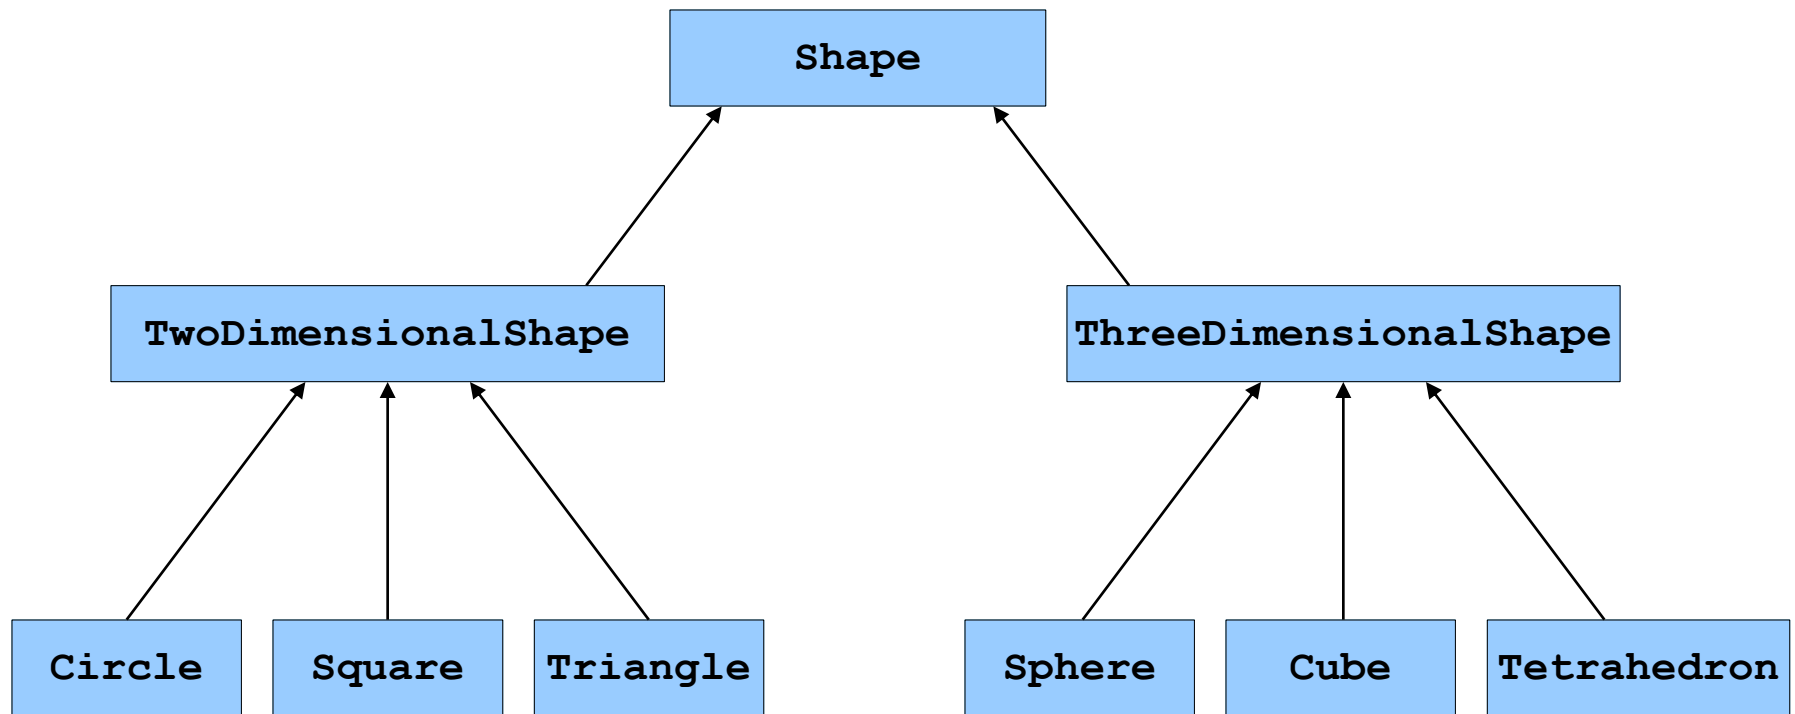 Shape
TwoDimensionalShape
ThreeDimensionalShape
Circle
Square
Triangle
Sphere
Cube
Tetrahedron